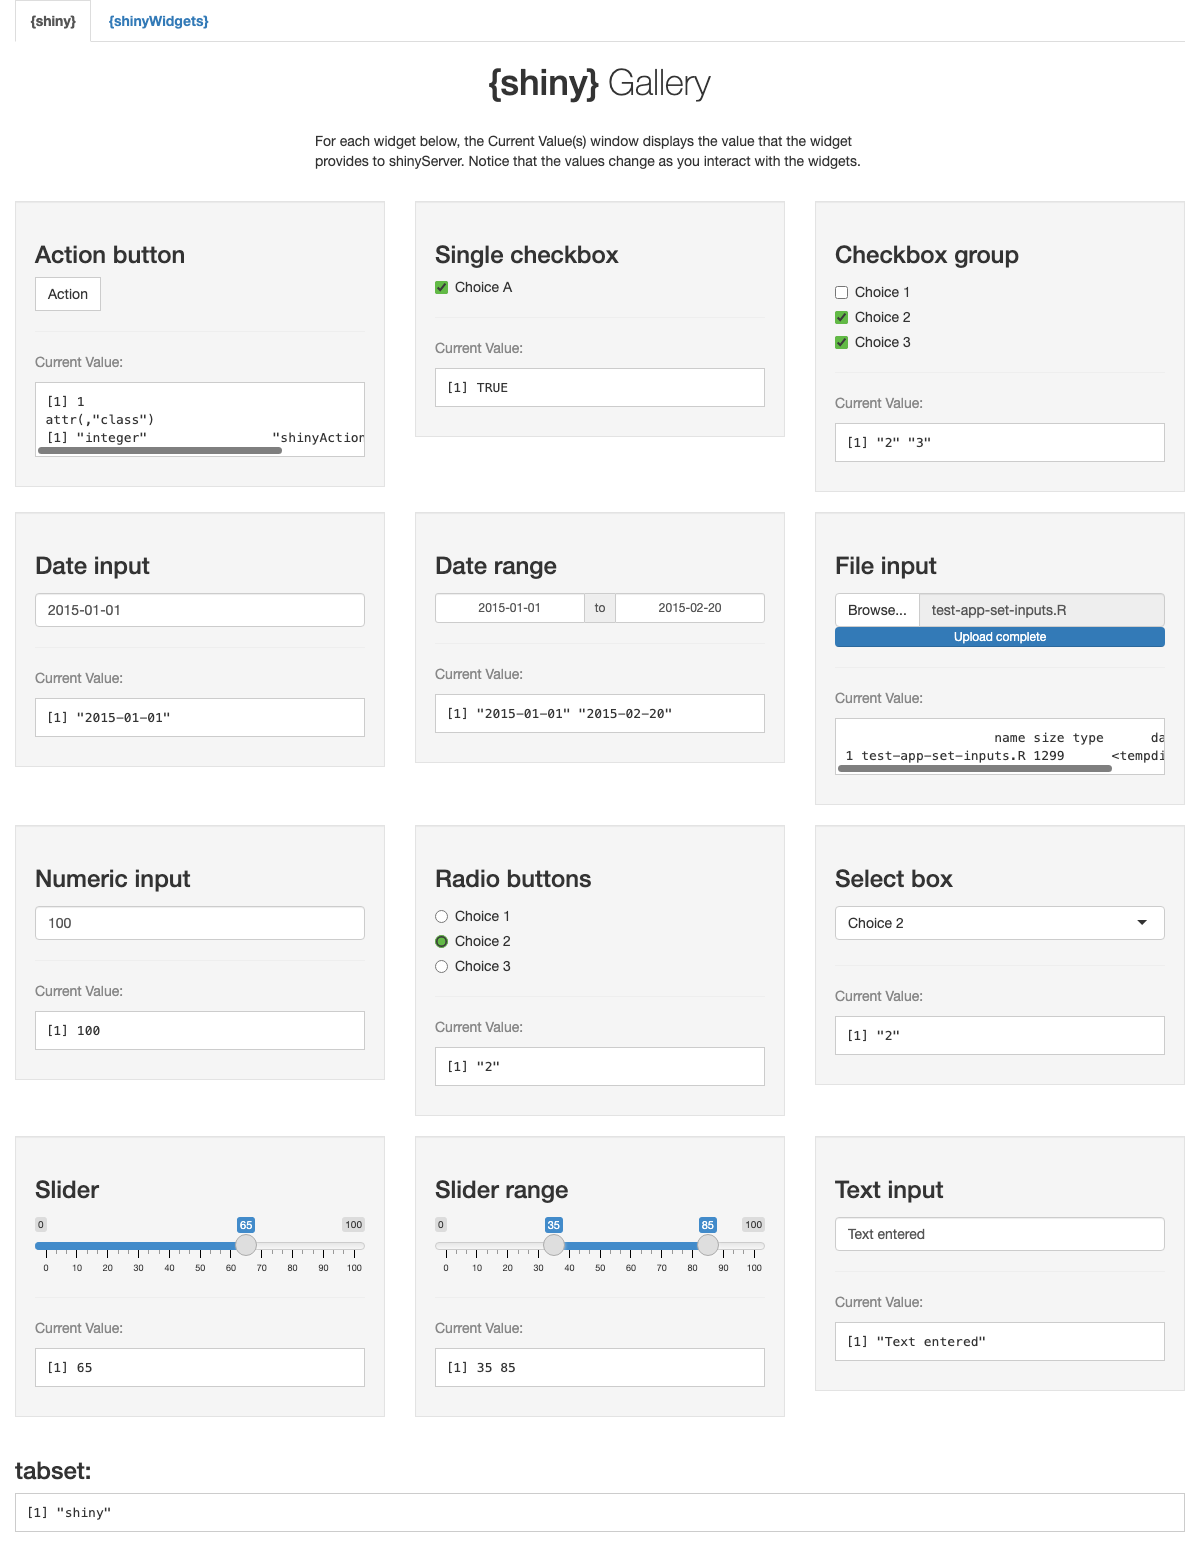 {shiny} {shinyWidgets}
{shiny} Gallery
For each widget below, the Current Value(s) window displays the value that the widget
provides to shinyServer. Notice that the values change as you interact with the widgets.
Action button
Action
Current Value:
[1] 1
attr(,"class")
[1] "integer" "shinyAction
Single checkbox
Choice A
Current Value:
[1] TRUE
Checkbox group
Choice 1
Choice 2
Choice 3
Current Value:
[1] "2" "3"
Date input
2015-01-01
Current Value:
[1] "2015-01-01"
Date range
2015-01-01 to 2015-02-20
Current Value:
[1] "2015-01-01" "2015-02-20"
File input
Browse... test-app-set-inputs.R
Upload complete
Current Value:
name size type da
1 test-app-set-inputs.R 1299 <tempdi
Numeric input
100
Current Value:
[1] 100
Radio buttons
Choice 1
Choice 2
Choice 3
Current Value:
[1] "2"
Select box
Choice 2
Current Value:
[1] "2"
Slider
0 65 100
0 10 20 30 40 50 60 70 80 90 100
Current Value:
[1] 65
Slider range
0 35 85 100
0 10 20 30 40 50 60 70 80 90 100
Current Value:
[1] 35 85
Text input
Text entered
Current Value:
[1] "Text entered"
tabset:
[1] "shiny"